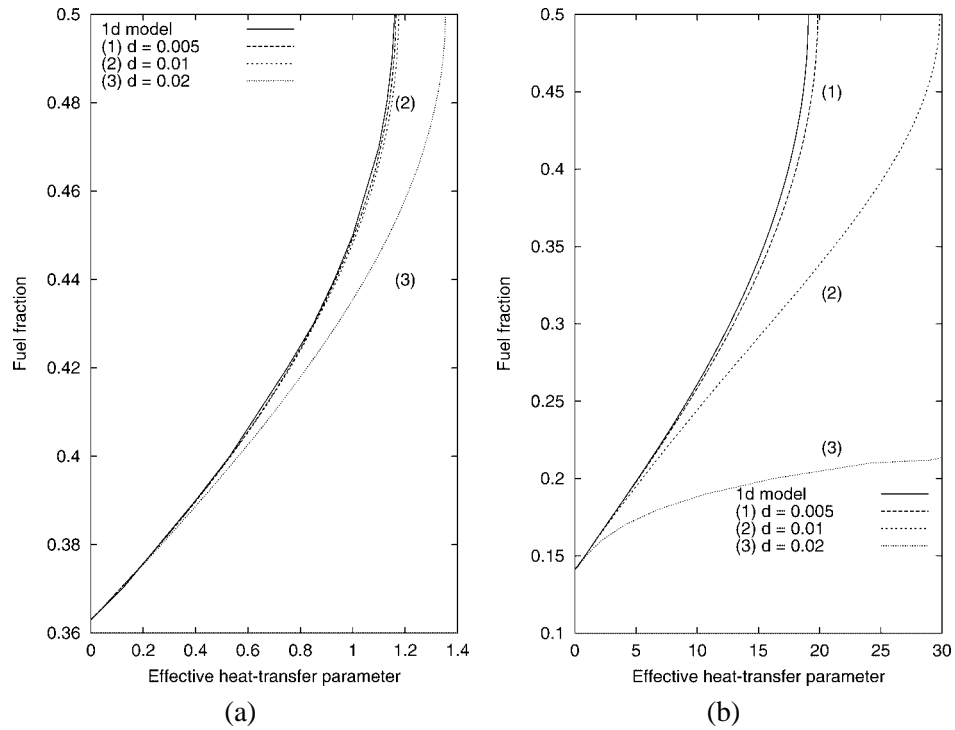 0.5
0.48
0.46
0.44
0.42
0.4
0.38
0.36
Fuel fraction
1d model
(1) d = 0.005
(2) d = 0.01
(3) d = 0.02
(2)
(3)
0 0.2 0.4 0.6 0.8 1 1.2 1.4
Effective heat-transfer parameter
(a)
0.5
0.45
0.4
0.35
0.3
0.25
0.2
0.15
0.1
Fuel fraction
(1)
(2)
(3)
1d model
(1) d = 0.005
(2) d = 0.01
(3) d = 0.02
0 5 10 15 20 25 30
Effective heat-transfer parameter
(b)